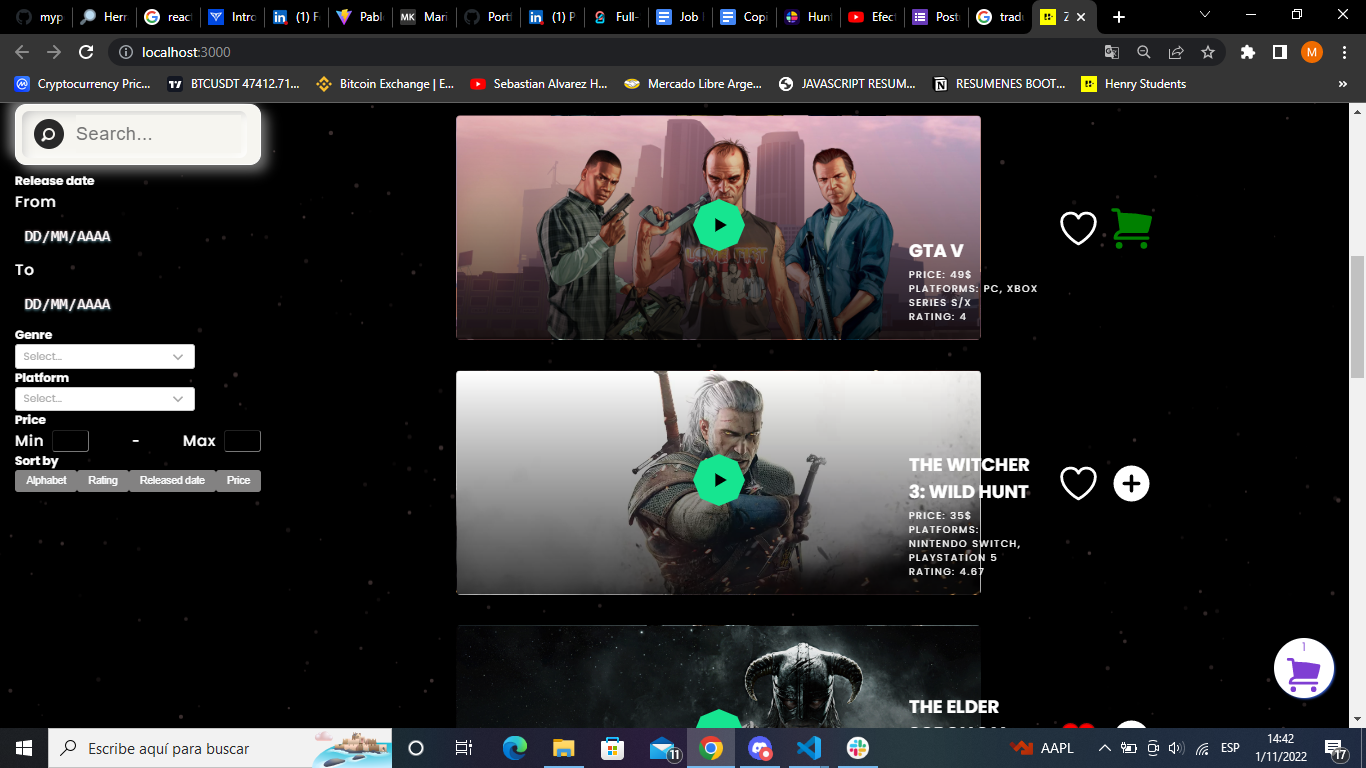 myp
Herr
reac
Intro
(1) F
Pabl
MK
Mari
Portf
(1) P
Full-
Job
Copi
Hunt
Efect
Post
tradu
localhost:3000
M
Cryptocurrency Pric...
BTCUSDT 47412.71...
Bitcoin Exchange | E...
Sebastian Alvarez H...
Mercado Libre Arge...
JAVASCRIPT RESUM...
RESUMENES BOOT...
Henry Students
»
Search...
Release date
From
DD/MM/AAAA
To
DD/MM/AAAA
Genre
Select...
Platform
Select...
Price
Min - Max
Sort by
Alphabet Rating Released date Price
GTA V
PRICE: 49$
PLATFORMS: PC, XBOX
SERIES S/X
RATING: 4
THE WITCHER
3: WILD HUNT
PRICE: 35$
PLATFORMS:
NINTENDO SWITCH,
PLAYSTATION 5
RATING: 4.67
THE ELDER
1
Escribe aquí para buscar
11
AAPL
ESP
14:42
1/11/2022
17